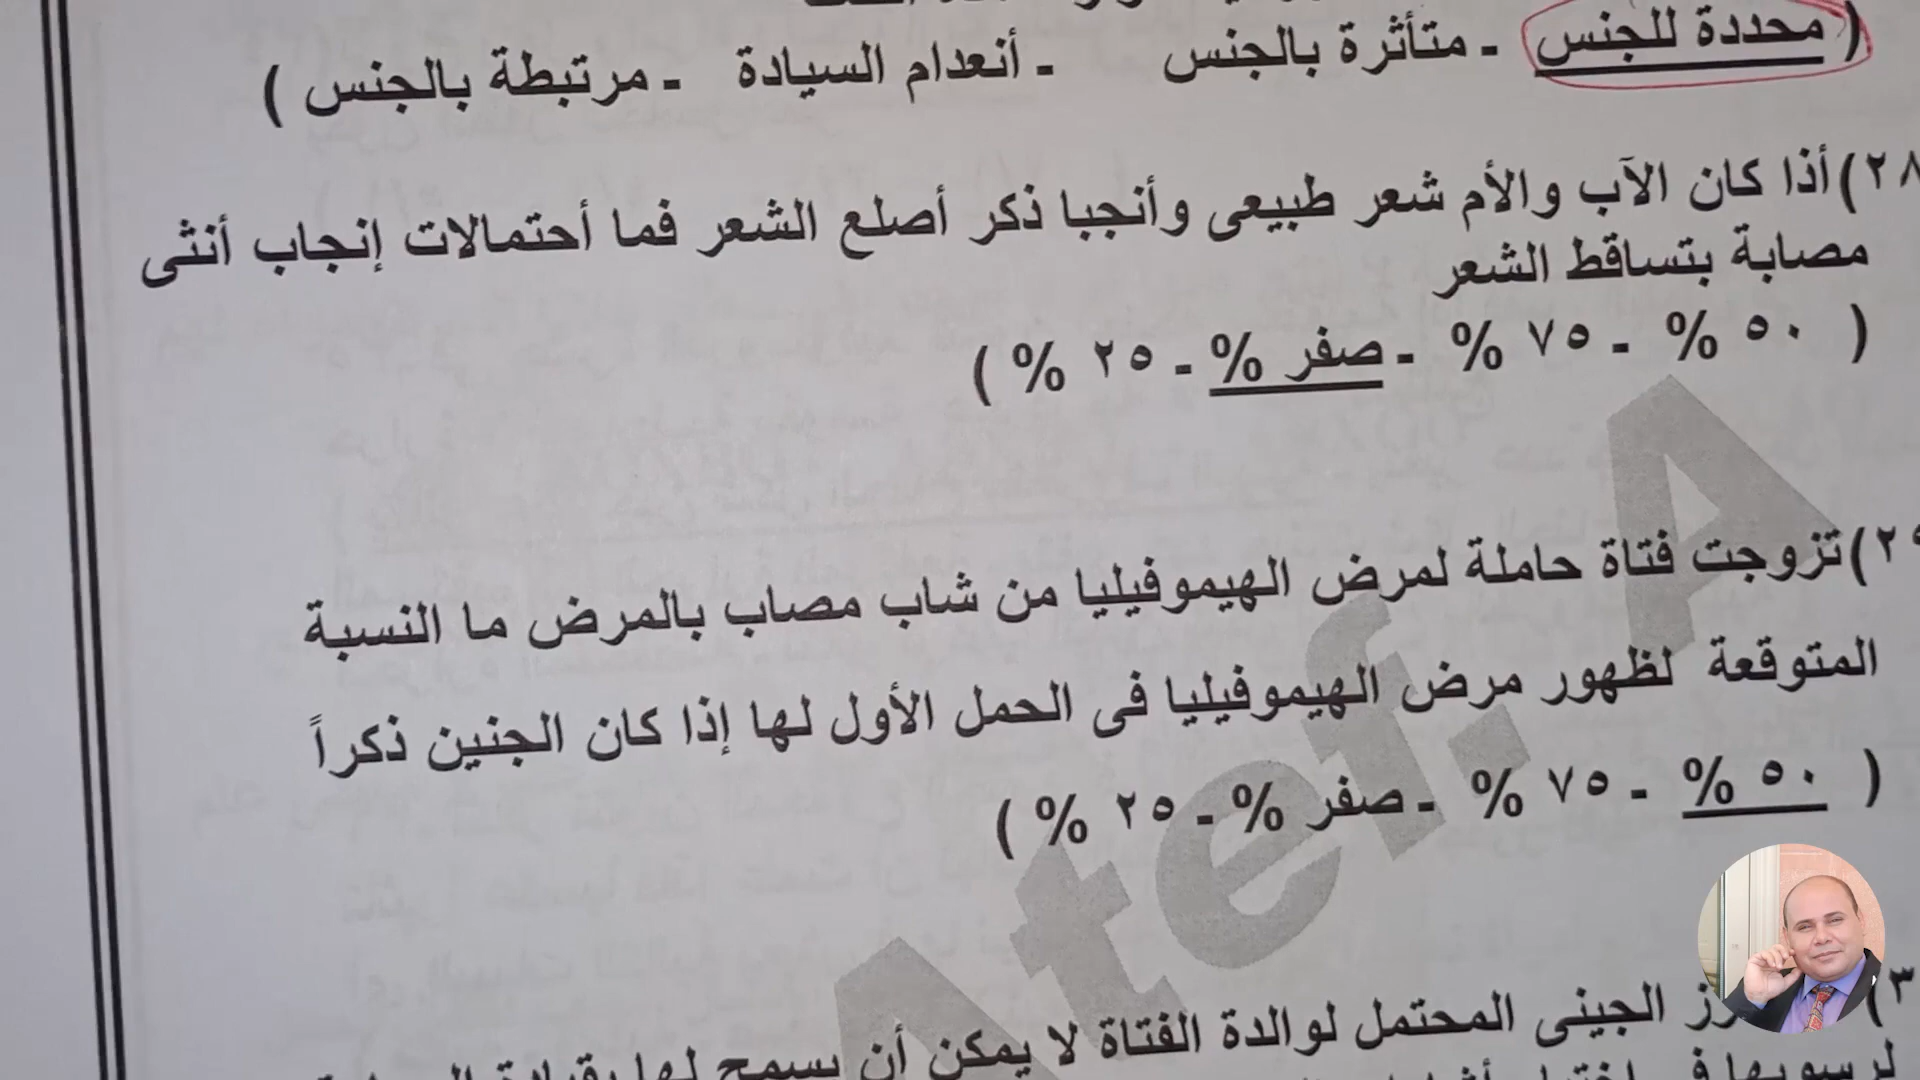 ( محددة للجنس - متأثرة بالجنس - أنعدام السيادة - مرتبطة بالجنس )
٢٨) أذا كان الآب والأم شعر طبيعى وأنجبا ذكر أصلع الشعر فما أحتمالات إنجاب أنثى
مصابة بتساقط الشعر
( ٥٠ % - ٧٥ % - صفر % - ٢٥ % )
٢٩) تزوجت فتاة حاملة لمرض الهيموفيليا من شاب مصاب بالمرض ما النسبة
المتوقعة لظهور مرض الهيموفيليا فى الحمل الأول لها إذا كان الجنين ذكراً
( ٥٠ % - ٧٥ % - صفر % - ٢٥ % )
الجينى المحتمل لوالدة الفتاة لا يمكن أن يسمح لها بقيادة
Atef. A